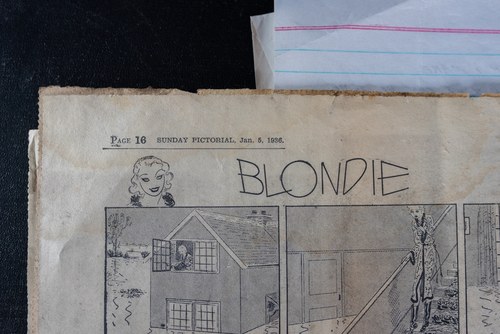 PAGE 16 SUNDAY PICTORIAL, Jan. 5, 1936.
BLONDIE